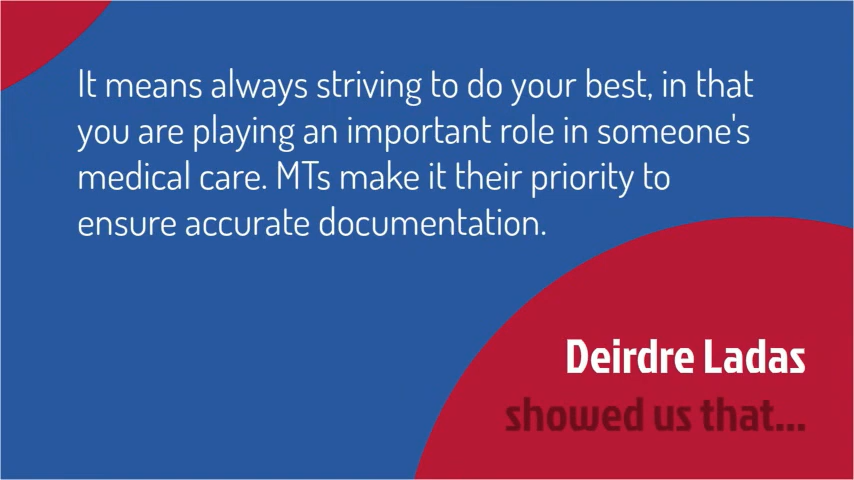 It means always striving to do your best, in that
you are playing an important role in someone's
medical care. MTs make it their priority to
ensure accurate documentation.
Deirdre Ladas
showed us that...